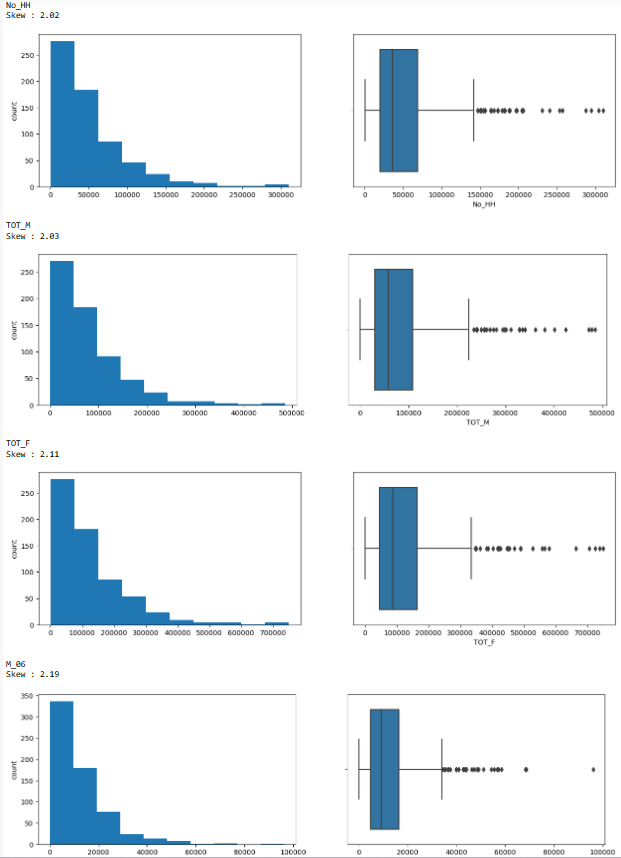 No_HH
Skew : 2.02
count
0 50 100 150 200 250
0 50000 100000 150000 200000 250000 300000
0 50000 100000 150000 200000 250000 300000
No_HH
TOT_M
Skew : 2.03
count
0 50 100 150 200 250
0 100000 200000 300000 400000 500000
0 100000 200000 300000 400000 500000
TOT_M
TOT_F
Skew : 2.11
count
0 50 100 150 200 250
0 100000 200000 300000 400000 500000 600000 700000
0 100000 200000 300000 400000 500000 600000 700000
TOT_F
M_06
Skew : 2.19
count
0 50 100 150 200 250 300 350
0 20000 40000 60000 80000 100000
0 20000 40000 60000 80000 100000